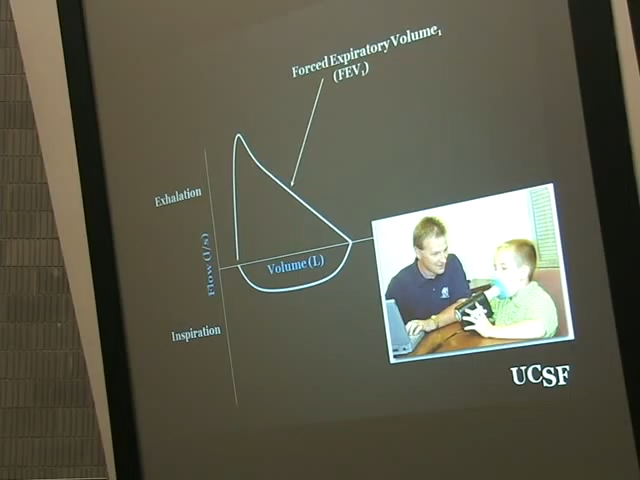 Forced Expiratory Volume₁
(FEV₁)
Exhalation
Flow (l/s)
Volume (L)
Inspiration
UCSF